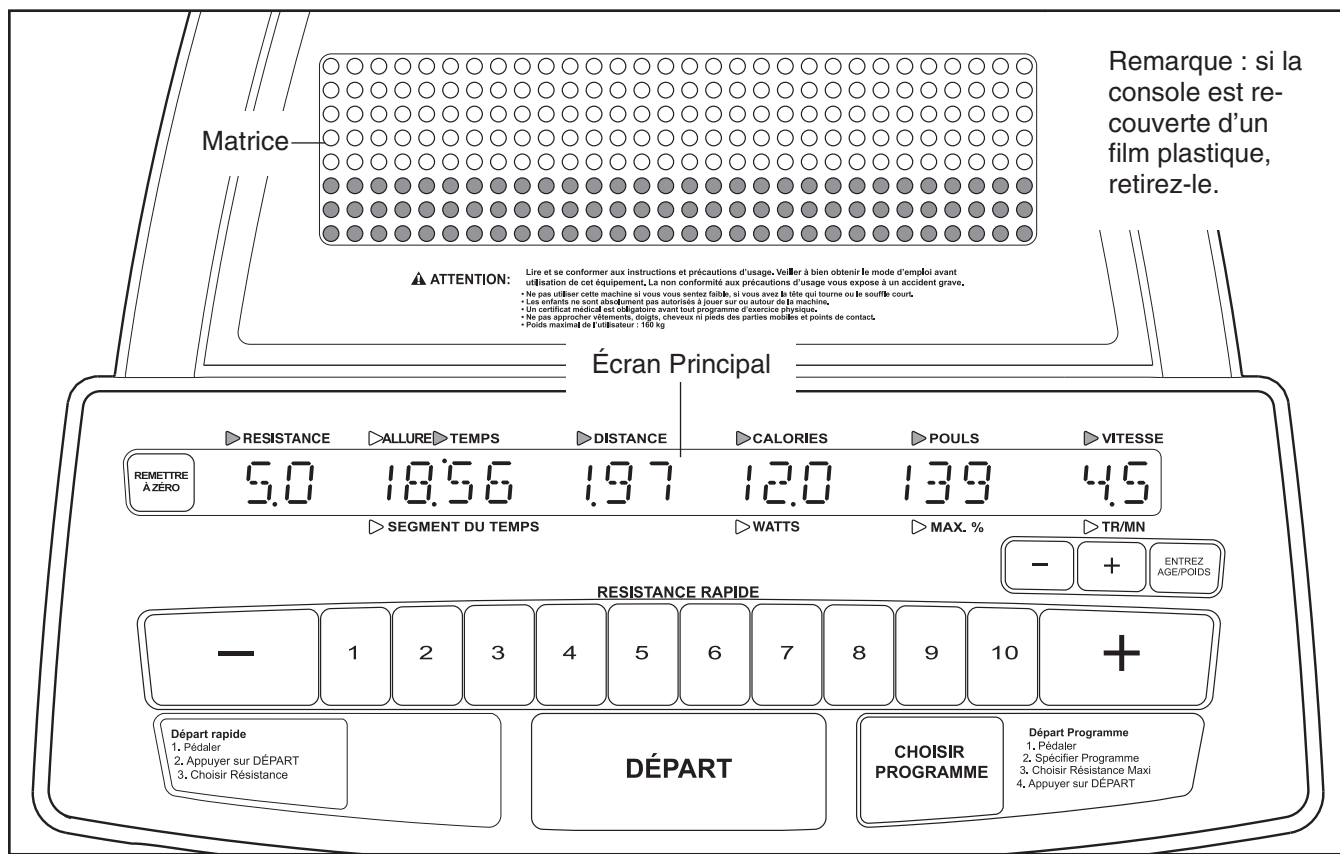 Remarque : si la
console est re-
couverte d'un
film plastique,
retirez-le.
Matrice
ATTENTION:
Lire et se conformer aux instructions et précautions d'usage. Veiller à bien obtenir le mode d'emploi avant
utilisation de cet équipement. La non conformité aux précautions d'usage vous expose à un accident grave.
• Ne pas utiliser cette machine si vous vous sentez faible, si vous avez la tête qui tourne ou le souffle court.
• Les enfants ne sont absolument pas autorisés à jouer sur ou autour de la machine.
• Un certificat médical est obligatoire avant tout programme d'exercice physique.
• Ne pas approcher vêtements, doigts, cheveux ni pieds des parties mobiles et points de contact.
• Poids maximal de l'utilisateur : 160 kg
Écran Principal
RESISTANCE ALLURE TEMPS DISTANCE CALORIES POULS VITESSE
REMETTRE
À ZÉRO
5.0 18:56 1.97 12.0 139 4.5
SEGMENT DU TEMPS WATTS MAX. % TR/MN
− + ENTREZ
AGE/POIDS
RESISTANCE RAPIDE
− 1 2 3 4 5 6 7 8 9 10 +
Départ rapide
1. Pédaler
2. Appuyer sur DÉPART
3. Choisir Résistance
DÉPART
CHOISIR
PROGRAMME
Départ Programme
1. Pédaler
2. Spécifier Programme
3. Choisir Résistance Maxi
4. Appuyer sur DÉPART